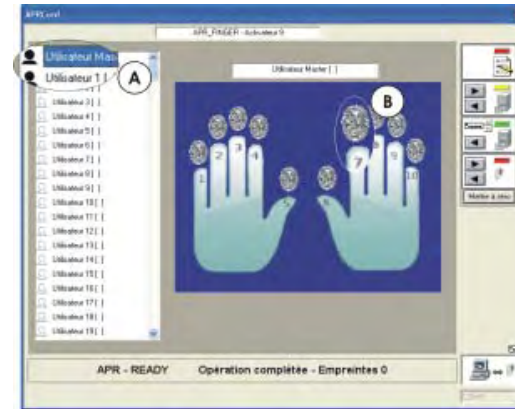 APRCard
APR_FINGER - Activateur 9
Utilisateur Mas
Utilisateur 1 [ ]
A
Utilisateur Master [ ]
B
Utilisateur 3 [ ]
Utilisateur 4 [ ]
Utilisateur 5 [ ]
Utilisateur 6 [ ]
Utilisateur 7 [ ]
Utilisateur 8 [ ]
Utilisateur 9 [ ]
Utilisateur 10 [ ]
Utilisateur 11 [ ]
Utilisateur 12 [ ]
Utilisateur 13 [ ]
Utilisateur 14 [ ]
Utilisateur 15 [ ]
Utilisateur 16 [ ]
Utilisateur 17 [ ]
Utilisateur 18 [ ]
Utilisateur 19 [ ]
1 2 3 4 5 6 7 8 9 10
APR - READY Opération complétée - Empreintes 0